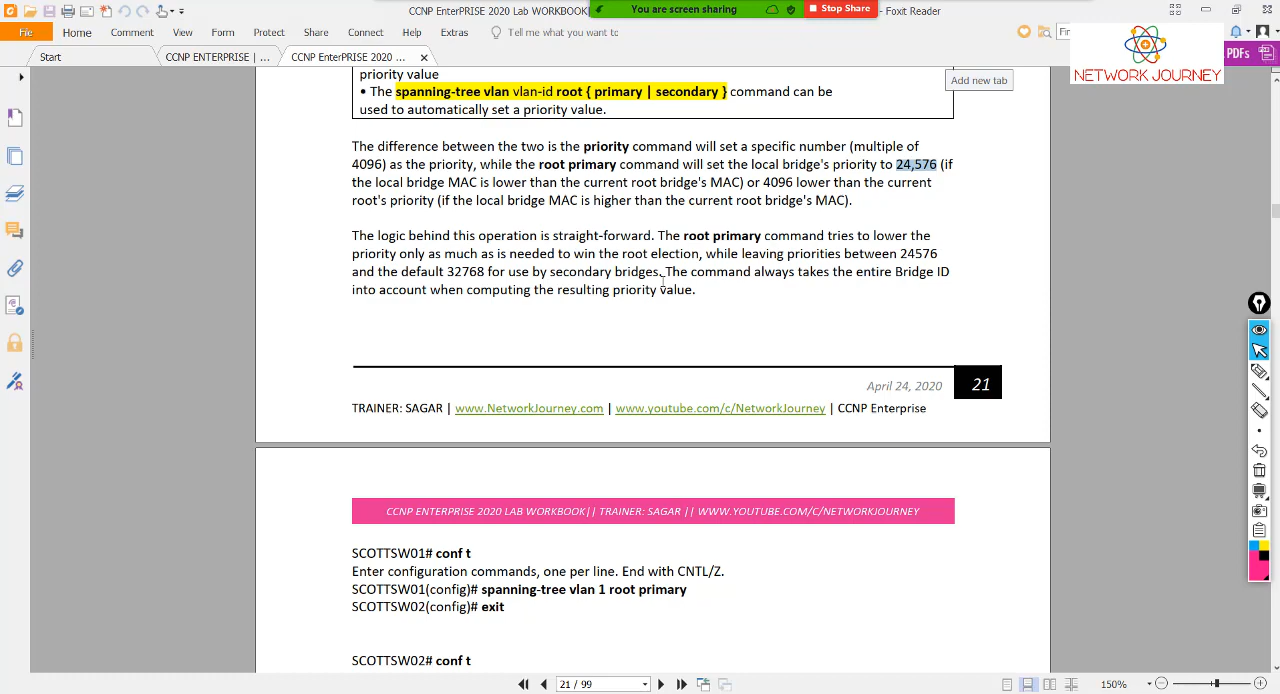 CCNP EntERPRISE 2020 Lab WORKBOOK
You are screen sharing
Stop Share
- Foxit Reader
File
Home
Comment
View
Form
Protect
Share
Connect
Help
Extras
Tell me what you want to
Start
CCNP ENTERPRISE | ...
CCNP EnterPRISE 2020 ...
NETWORK JOURNEY
PDFs
Add new tab
priority value
• The spanning-tree vlan vlan-id root { primary | secondary } command can be
used to automatically set a priority value.
The difference between the two is the priority command will set a specific number (multiple of
4096) as the priority, while the root primary command will set the local bridge's priority to 24,576 (if
the local bridge MAC is lower than the current root bridge's MAC) or 4096 lower than the current
root's priority (if the local bridge MAC is higher than the current root bridge's MAC).
The logic behind this operation is straight-forward. The root primary command tries to lower the
priority only as much as is needed to win the root election, while leaving priorities between 24576
and the default 32768 for use by secondary bridges. The command always takes the entire Bridge ID
into account when computing the resulting priority value.
April 24, 2020
21
TRAINER: SAGAR | www.NetworkJourney.com | www.youtube.com/c/NetworkJourney | CCNP Enterprise
CCNP ENTERPRISE 2020 LAB WORKBOOK|| TRAINER: SAGAR || WWW.YOUTUBE.COM/C/NETWORKJOURNEY
SCOTTSW01# conf t
Enter configuration commands, one per line. End with CNTL/Z.
SCOTTSW01(config)# spanning-tree vlan 1 root primary
SCOTTSW02(config)# exit
SCOTTSW02# conf t
21 / 99
150%